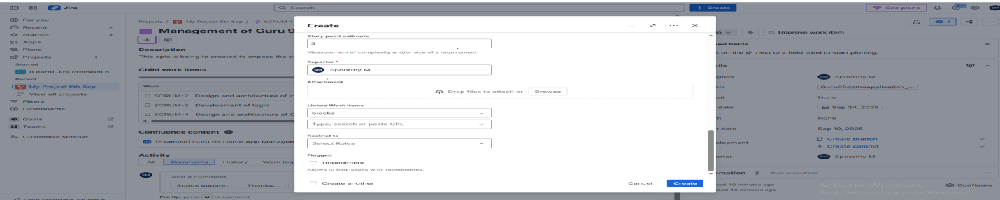 Jira
Search
+ Create
See plans
For you
Recent
Starred
Apps
Plans
Projects
Starred
(Learn) Jira Premium b...
Recent
My Project 5th Sep
View all projects
Filters
Dashboards
Goals
Teams
Customize sidebar
Give feedback on the n
Projects / My Project 5th Sep / SCRUM-1
Management of Guru 9
Description
This epic is being to created to enpass the de
Child work items
Work
SCRUM-2 Design and architecture of lo
SCRUM-3 Development of login
SCRUM-4 Design and architecture of C
Confluence content
[Example] Guru 99 Demo App Managem
Activity
All Comments History Work log
SM Add a comment...
Status update... Thanks...
Pro tip: press M to comment
Create
Story point estimate
3
Measurement of complexity and/or size of a requirement.
Reporter *
SM Spoorthy M
Attachment
Drop files to attach or Browse
Linked Work items
blocks
Type, search or paste URL
Restrict to
Select Roles
Flagged
Impediment
Allows to flag issues with impediments.
Create another
Cancel Create
1
Improve work item
ed fields
k on the next to a field label to start pinning.
ails
gnee SM Spoorthy M
els Guru99demoapplication_...
ent None
date Sep 24, 2025
m None
t date Sep 10, 2025
elopment Create branch
Create commit
orter SM Spoorthy M
omation Rule executions
ted 40 minutes ago
ated 40 minutes ago
Configure
Activate Windows
Go to Settings to activate Windows.